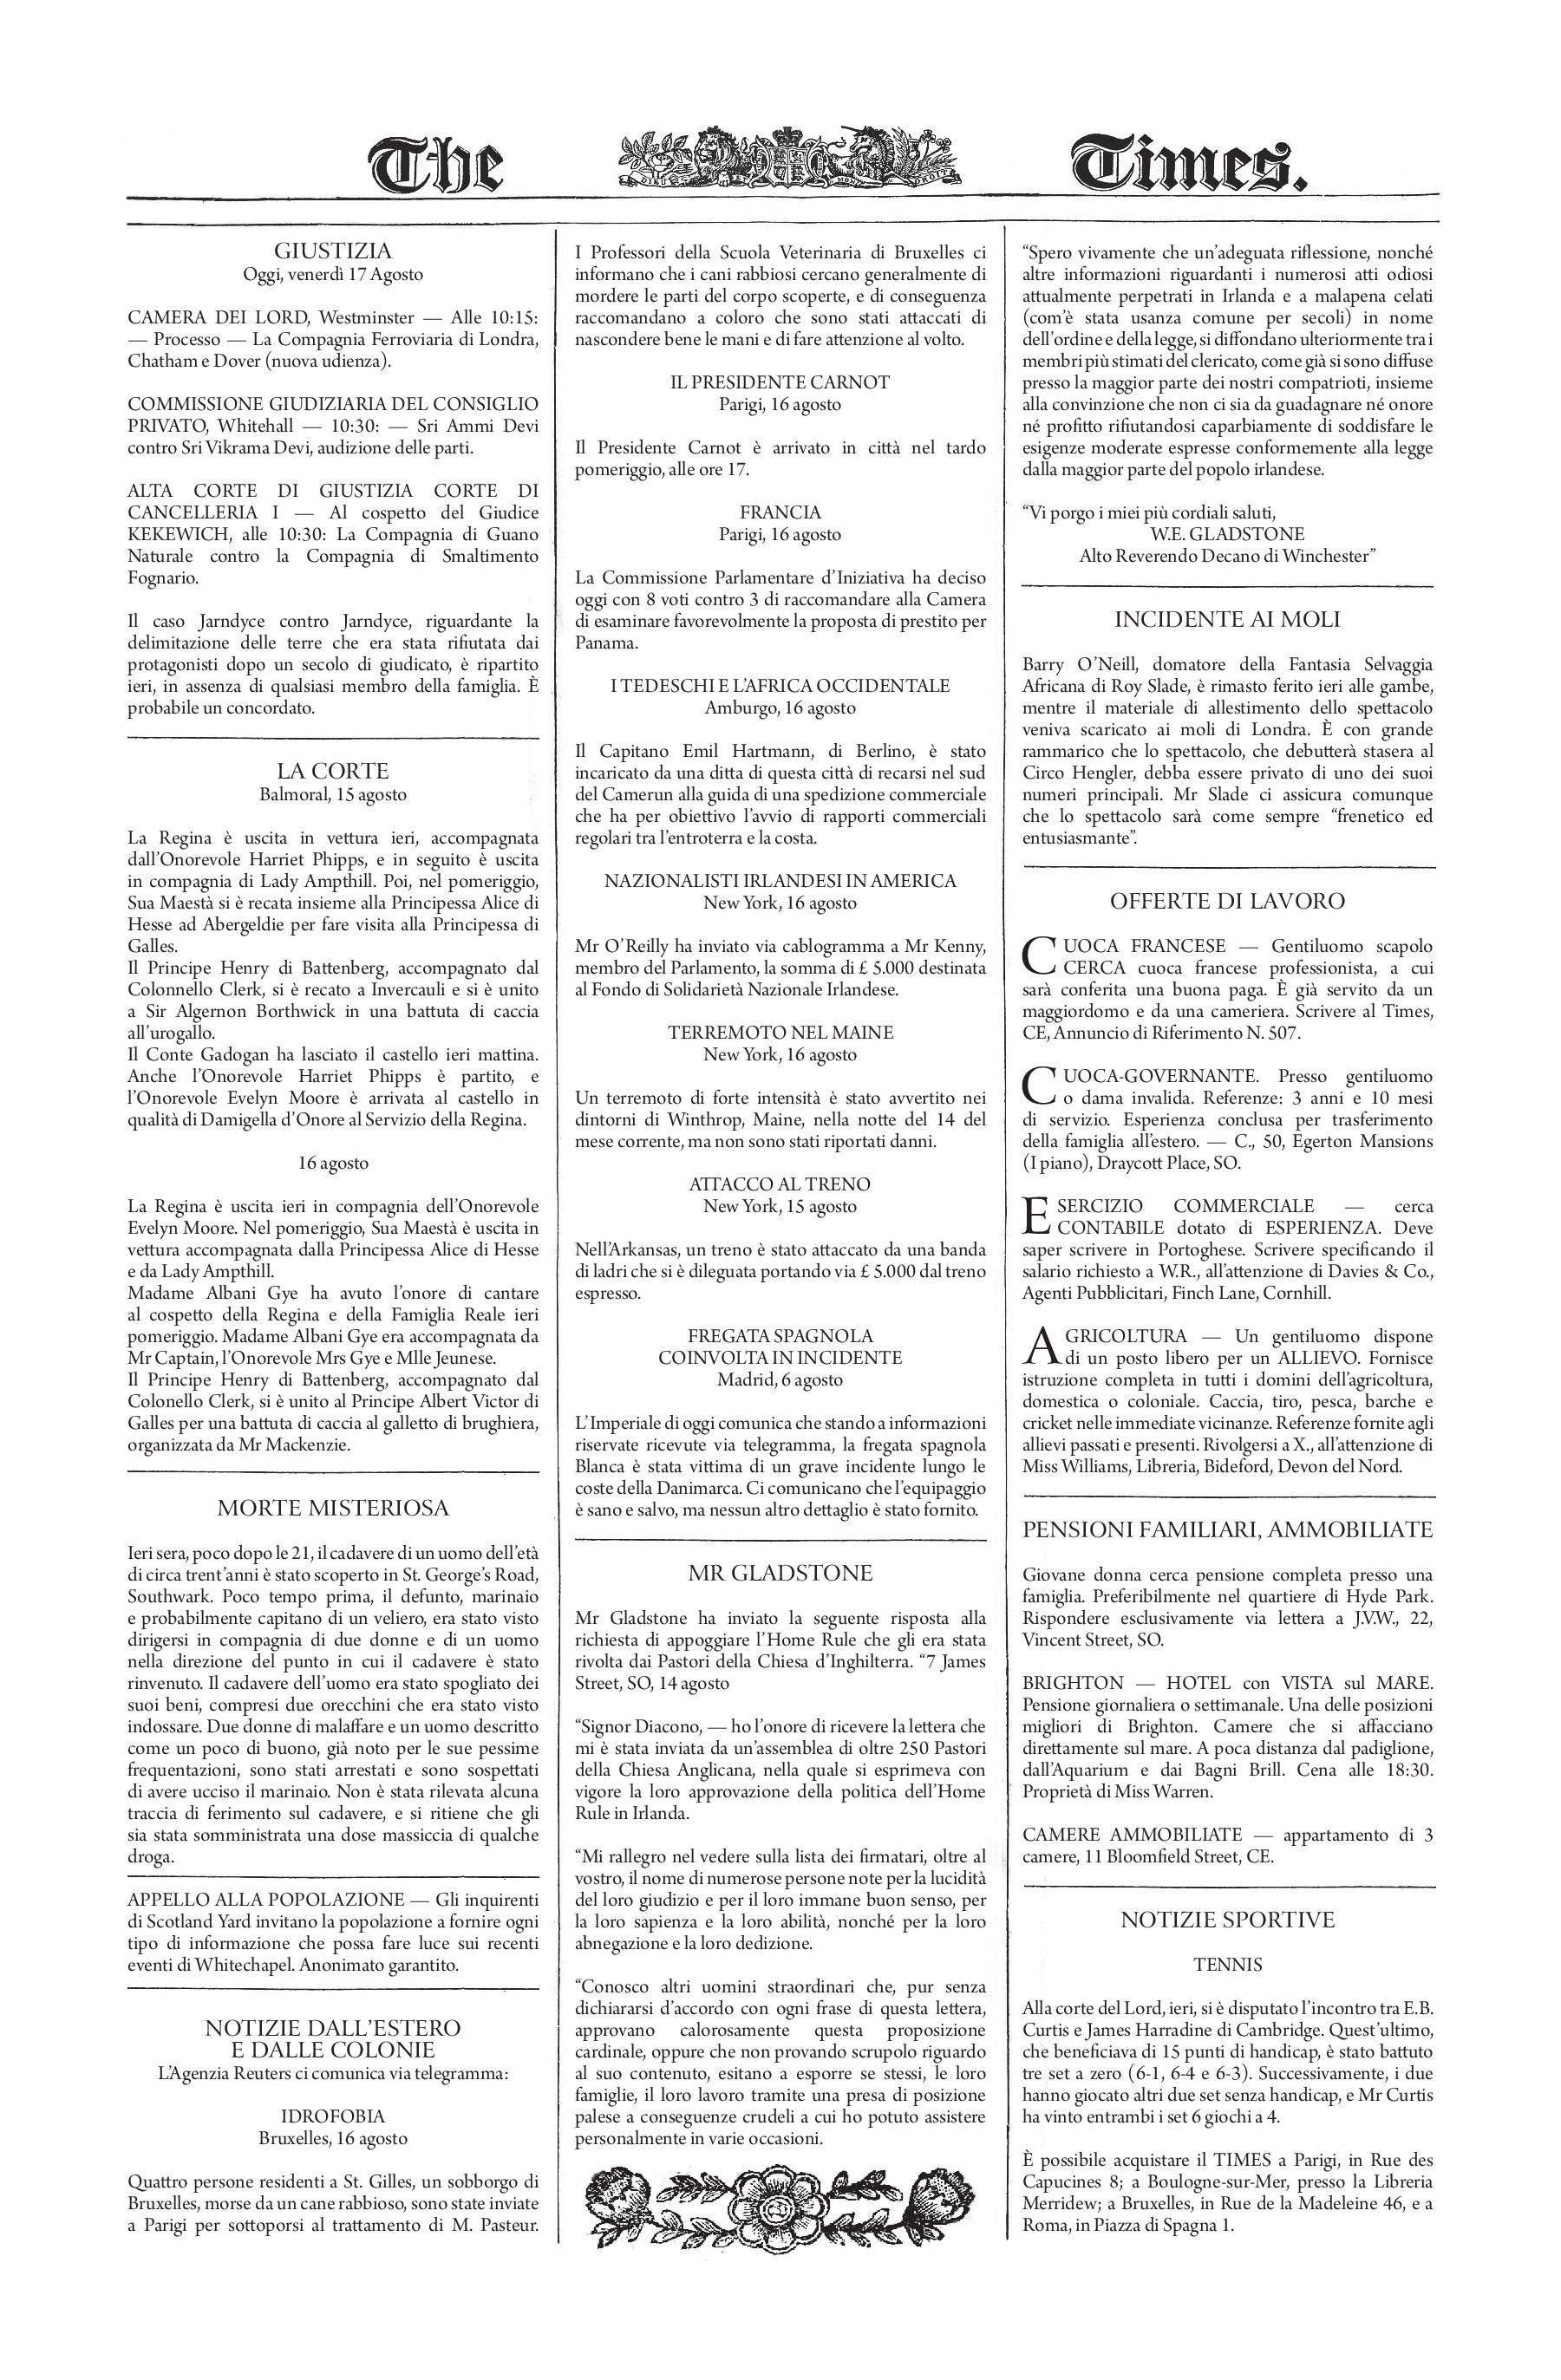 The Times.
GIUSTIZIA
Oggi, venerdì 17 Agosto
CAMERA DEI LORD, Westminster — Alle 10:15:
— Processo — La Compagnia Ferroviaria di Londra,
Chatham e Dover (nuova udienza).
COMMISSIONE GIUDIZIARIA DEL CONSIGLIO
PRIVATO, Whitehall — 10:30: — Sri Ammi Devi
contro Sri Vikrama Devi, audizione delle parti.
ALTA CORTE DI GIUSTIZIA CORTE DI
CANCELLERIA I — Al cospetto del Giudice
KEKEWICH, alle 10:30: La Compagnia di Guano
Naturale contro la Compagnia di Smaltimento
Fognario.
Il caso Jarndyce contro Jarndyce, riguardante la
delimitazione delle terre che era stata rifiutata dai
protagonisti dopo un secolo di giudicato, è ripartito
ieri, in assenza di qualsiasi membro della famiglia. È
probabile un concordato.
LA CORTE
Balmoral, 15 agosto
La Regina è uscita in vettura ieri, accompagnata
dall’Onorevole Harriet Phipps, e in seguito è uscita
in compagnia di Lady Ampthill. Poi, nel pomeriggio,
Sua Maestà si è recata insieme alla Principessa Alice di
Hesse ad Abergeldie per fare visita alla Principessa di
Galles.
Il Principe Henry di Battenberg, accompagnato dal
Colonnello Clerk, si è recato a Invercauli e si è unito
a Sir Algernon Borthwick in una battuta di caccia
all’urogallo.
Il Conte Gadogan ha lasciato il castello ieri mattina.
Anche l’Onorevole Harriet Phipps è partito, e
l’Onorevole Evelyn Moore è arrivata al castello in
qualità di Damigella d’Onore al Servizio della Regina.
16 agosto
La Regina è uscita ieri in compagnia dell’Onorevole
Evelyn Moore. Nel pomeriggio, Sua Maestà è uscita in
vettura accompagnata dalla Principessa Alice di Hesse
e da Lady Ampthill.
Madame Albani Gye ha avuto l’onore di cantare
al cospetto della Regina e della Famiglia Reale ieri
pomeriggio. Madame Albani Gye era accompagnata da
Mr Captain, l’Onorevole Mrs Gye e Mlle Jeunese.
Il Principe Henry di Battenberg, accompagnato dal
Colonello Clerk, si è unito al Principe Albert Victor di
Galles per una battuta di caccia al galletto di brughiera,
organizzata da Mr Mackenzie.
MORTE MISTERIOSA
Ieri sera, poco dopo le 21, il cadavere di un uomo dell’età
di circa trent’anni è stato scoperto in St. George’s Road,
Southwark. Poco tempo prima, il defunto, marinaio
e probabilmente capitano di un veliero, era stato visto
dirigersi in compagnia di due donne e di un uomo
nella direzione del punto in cui il cadavere è stato
rinvenuto. Il cadavere dell’uomo era stato spogliato dei
suoi beni, compresi due orecchini che era stato visto
indossare. Due donne di malaffare e un uomo descritto
come un poco di buono, già noto per le sue pessime
frequentazioni, sono stati arrestati e sono sospettati
di avere ucciso il marinaio. Non è stata rilevata alcuna
traccia di ferimento sul cadavere, e si ritiene che gli
sia stata somministrata una dose massiccia di qualche
droga.
APPELLO ALLA POPOLAZIONE — Gli inquirenti
di Scotland Yard invitano la popolazione a fornire ogni
tipo di informazione che possa fare luce sui recenti
eventi di Whitechapel. Anonimato garantito.
NOTIZIE DALL’ESTERO
E DALLE COLONIE
L’Agenzia Reuters ci comunica via telegramma:
IDROFOBIA
Bruxelles, 16 agosto
Quattro persone residenti a St. Gilles, un sobborgo di
Bruxelles, morse da un cane rabbioso, sono state inviate
a Parigi per sottoporsi al trattamento di M. Pasteur.
I Professori della Scuola Veterinaria di Bruxelles ci
informano che i cani rabbiosi cercano generalmente di
mordere le parti del corpo scoperte, e di conseguenza
raccomandano a coloro che sono stati attaccati di
nascondere bene le mani e di fare attenzione al volto.
IL PRESIDENTE CARNOT
Parigi, 16 agosto
Il Presidente Carnot è arrivato in città nel tardo
pomeriggio, alle ore 17.
FRANCIA
Parigi, 16 agosto
La Commissione Parlamentare d’Iniziativa ha deciso
oggi con 8 voti contro 3 di raccomandare alla Camera
di esaminare favorevolmente la proposta di prestito per
Panama.
I TEDESCHI E L’AFRICA OCCIDENTALE
Amburgo, 16 agosto
Il Capitano Emil Hartmann, di Berlino, è stato
incaricato da una ditta di questa città di recarsi nel sud
del Camerun alla guida di una spedizione commerciale
che ha per obiettivo l’avvio di rapporti commerciali
regolari tra l’entroterra e la costa.
NAZIONALISTI IRLANDESI IN AMERICA
New York, 16 agosto
Mr O’Reilly ha inviato via cablogramma a Mr Kenny,
membro del Parlamento, la somma di £ 5.000 destinata
al Fondo di Solidarietà Nazionale Irlandese.
TERREMOTO NEL MAINE
New York, 16 agosto
Un terremoto di forte intensità è stato avvertito nei
dintorni di Winthrop, Maine, nella notte del 14 del
mese corrente, ma non sono stati riportati danni.
ATTACCO AL TRENO
New York, 15 agosto
Nell’Arkansas, un treno è stato attaccato da una banda
di ladri che si è dileguata portando via £ 5.000 dal treno
espresso.
FREGATA SPAGNOLA
COINVOLTA IN INCIDENTE
Madrid, 6 agosto
L’Imperiale di oggi comunica che stando a informazioni
riservate ricevute via telegramma, la fregata spagnola
Blanca è stata vittima di un grave incidente lungo le
coste della Danimarca. Ci comunicano che l’equipaggio
è sano e salvo, ma nessun altro dettaglio è stato fornito.
MR GLADSTONE
Mr Gladstone ha inviato la seguente risposta alla
richiesta di appoggiare l’Home Rule che gli era stata
rivolta dai Pastori della Chiesa d’Inghilterra. “7 James
Street, SO, 14 agosto
“Signor Diacono, — ho l’onore di ricevere la lettera che
mi è stata inviata da un’assemblea di oltre 250 Pastori
della Chiesa Anglicana, nella quale si esprimeva con
vigore la loro approvazione della politica dell’Home
Rule in Irlanda.
“Mi rallegro nel vedere sulla lista dei firmatari, oltre al
vostro, il nome di numerose persone note per la lucidità
del loro giudizio e per il loro immane buon senso, per
la loro sapienza e la loro abilità, nonché per la loro
abnegazione e la loro dedizione.
“Conosco altri uomini straordinari che, pur senza
dichiararsi d’accordo con ogni frase di questa lettera,
approvano calorosamente questa proposizione
cardinale, oppure che non provando scrupolo riguardo
al suo contenuto, esitano a esporre se stessi, le loro
famiglie, il loro lavoro tramite una presa di posizione
palese a conseguenze crudeli a cui ho potuto assistere
personalmente in varie occasioni.
“Spero vivamente che un’adeguata riflessione, nonché
altre informazioni riguardanti i numerosi atti odiosi
attualmente perpetrati in Irlanda e a malapena celati
(com’è stata usanza comune per secoli) in nome
dell’ordine e della legge, si diffondano ulteriormente tra i
membri più stimati del clericato, come già si sono diffuse
presso la maggior parte dei nostri compatrioti, insieme
alla convinzione che non ci sia da guadagnare né onore
né profitto rifiutandosi caparbiamente di soddisfare le
esigenze moderate espresse conformemente alla legge
dalla maggior parte del popolo irlandese.
“Vi porgo i miei più cordiali saluti,
W.E. GLADSTONE
Alto Reverendo Decano di Winchester”
INCIDENTE AI MOLI
Barry O’Neill, domatore della Fantasia Selvaggia
Africana di Roy Slade, è rimasto ferito ieri alle gambe,
mentre il materiale di allestimento dello spettacolo
veniva scaricato ai moli di Londra. È con grande
rammarico che lo spettacolo, che debutterà stasera al
Circo Hengler, debba essere privato di uno dei suoi
numeri principali. Mr Slade ci assicura comunque
che lo spettacolo sarà come sempre “frenetico ed
entusiasmante”.
OFFERTE DI LAVORO
CUOCA FRANCESE — Gentiluomo scapolo
CERCA cuoca francese professionista, a cui
sarà conferita una buona paga. È già servito da un
maggiordomo e da una cameriera. Scrivere al Times,
CE, Annuncio di Riferimento N. 507.
CUOCA-GOVERNANTE. Presso gentiluomo
o dama invalida. Referenze: 3 anni e 10 mesi
di servizio. Esperienza conclusa per trasferimento
della famiglia all’estero. — C., 50, Egerton Mansions
(I piano), Draycott Place, SO.
ESERCIZIO COMMERCIALE — cerca
CONTABILE dotato di ESPERIENZA. Deve
saper scrivere in Portoghese. Scrivere specificando il
salario richiesto a W.R., all’attenzione di Davies & Co.,
Agenti Pubblicitari, Finch Lane, Cornhill.
AGRICOLTURA — Un gentiluomo dispone
di un posto libero per un ALLIEVO. Fornisce
istruzione completa in tutti i domini dell’agricoltura,
domestica o coloniale. Caccia, tiro, pesca, barche e
cricket nelle immediate vicinanze. Referenze fornite agli
allievi passati e presenti. Rivolgersi a X., all’attenzione di
Miss Williams, Libreria, Bideford, Devon del Nord.
PENSIONI FAMILIARI, AMMOBILIATE
Giovane donna cerca pensione completa presso una
famiglia. Preferibilmente nel quartiere di Hyde Park.
Rispondere esclusivamente via lettera a J.V.W., 22,
Vincent Street, SO.
BRIGHTON — HOTEL con VISTA sul MARE.
Pensione giornaliera o settimanale. Una delle posizioni
migliori di Brighton. Camere che si affacciano
direttamente sul mare. A poca distanza dal padiglione,
dall’Aquarium e dai Bagni Brill. Cena alle 18:30.
Proprietà di Miss Warren.
CAMERE AMMOBILIATE — appartamento di 3
camere, 11 Bloomfield Street, CE.
NOTIZIE SPORTIVE
TENNIS
Alla corte del Lord, ieri, si è disputato l’incontro tra E.B.
Curtis e James Harradine di Cambridge. Quest’ultimo,
che beneficiava di 15 punti di handicap, è stato battuto
tre set a zero (6-1, 6-4 e 6-3). Successivamente, i due
hanno giocato altri due set senza handicap, e Mr Curtis
ha vinto entrambi i set 6 giochi a 4.
È possibile acquistare il TIMES a Parigi, in Rue des
Capucines 8; a Boulogne-sur-Mer, presso la Libreria
Merridew; a Bruxelles, in Rue de la Madeleine 46, e a
Roma, in Piazza di Spagna 1.